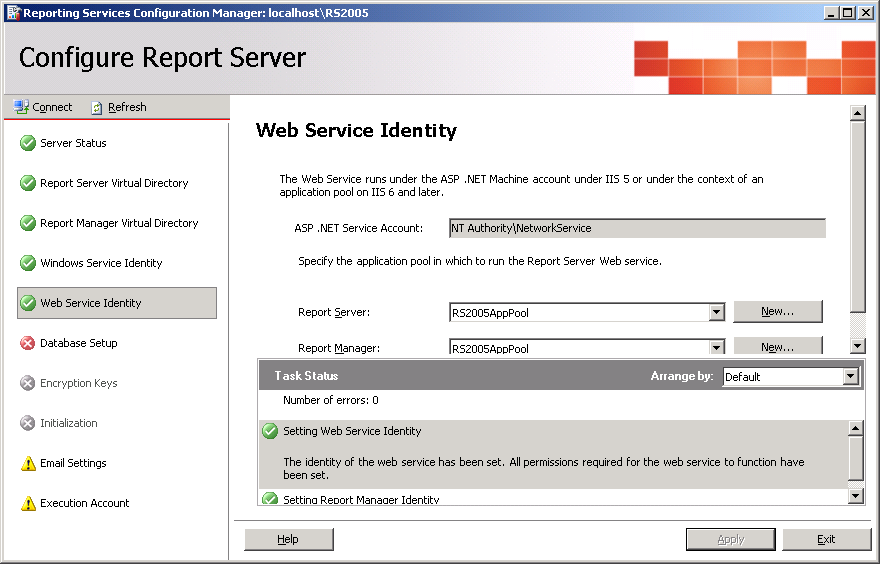 Reporting Services Configuration Manager: localhost\RS2005
Configure Report Server
Connect
Refresh
Server Status
Report Server Virtual Directory
Report Manager Virtual Directory
Windows Service Identity
Web Service Identity
Database Setup
Encryption Keys
Initialization
Email Settings
Execution Account
Web Service Identity
The Web Service runs under the ASP .NET Machine account under IIS 5 or under the context of an
application pool on IIS 6 and later.
ASP .NET Service Account: NT Authority\NetworkService
Specify the application pool in which to run the Report Server Web service.
Report Server: RS2005AppPool New...
Report Manager: RS2005AppPool New...
Task Status Arrange by: Default
Number of errors: 0
Setting Web Service Identity
The identity of the web service has been set. All permissions required for the web service to function have
been set.
Setting Report Manager Identity
Help Apply Exit